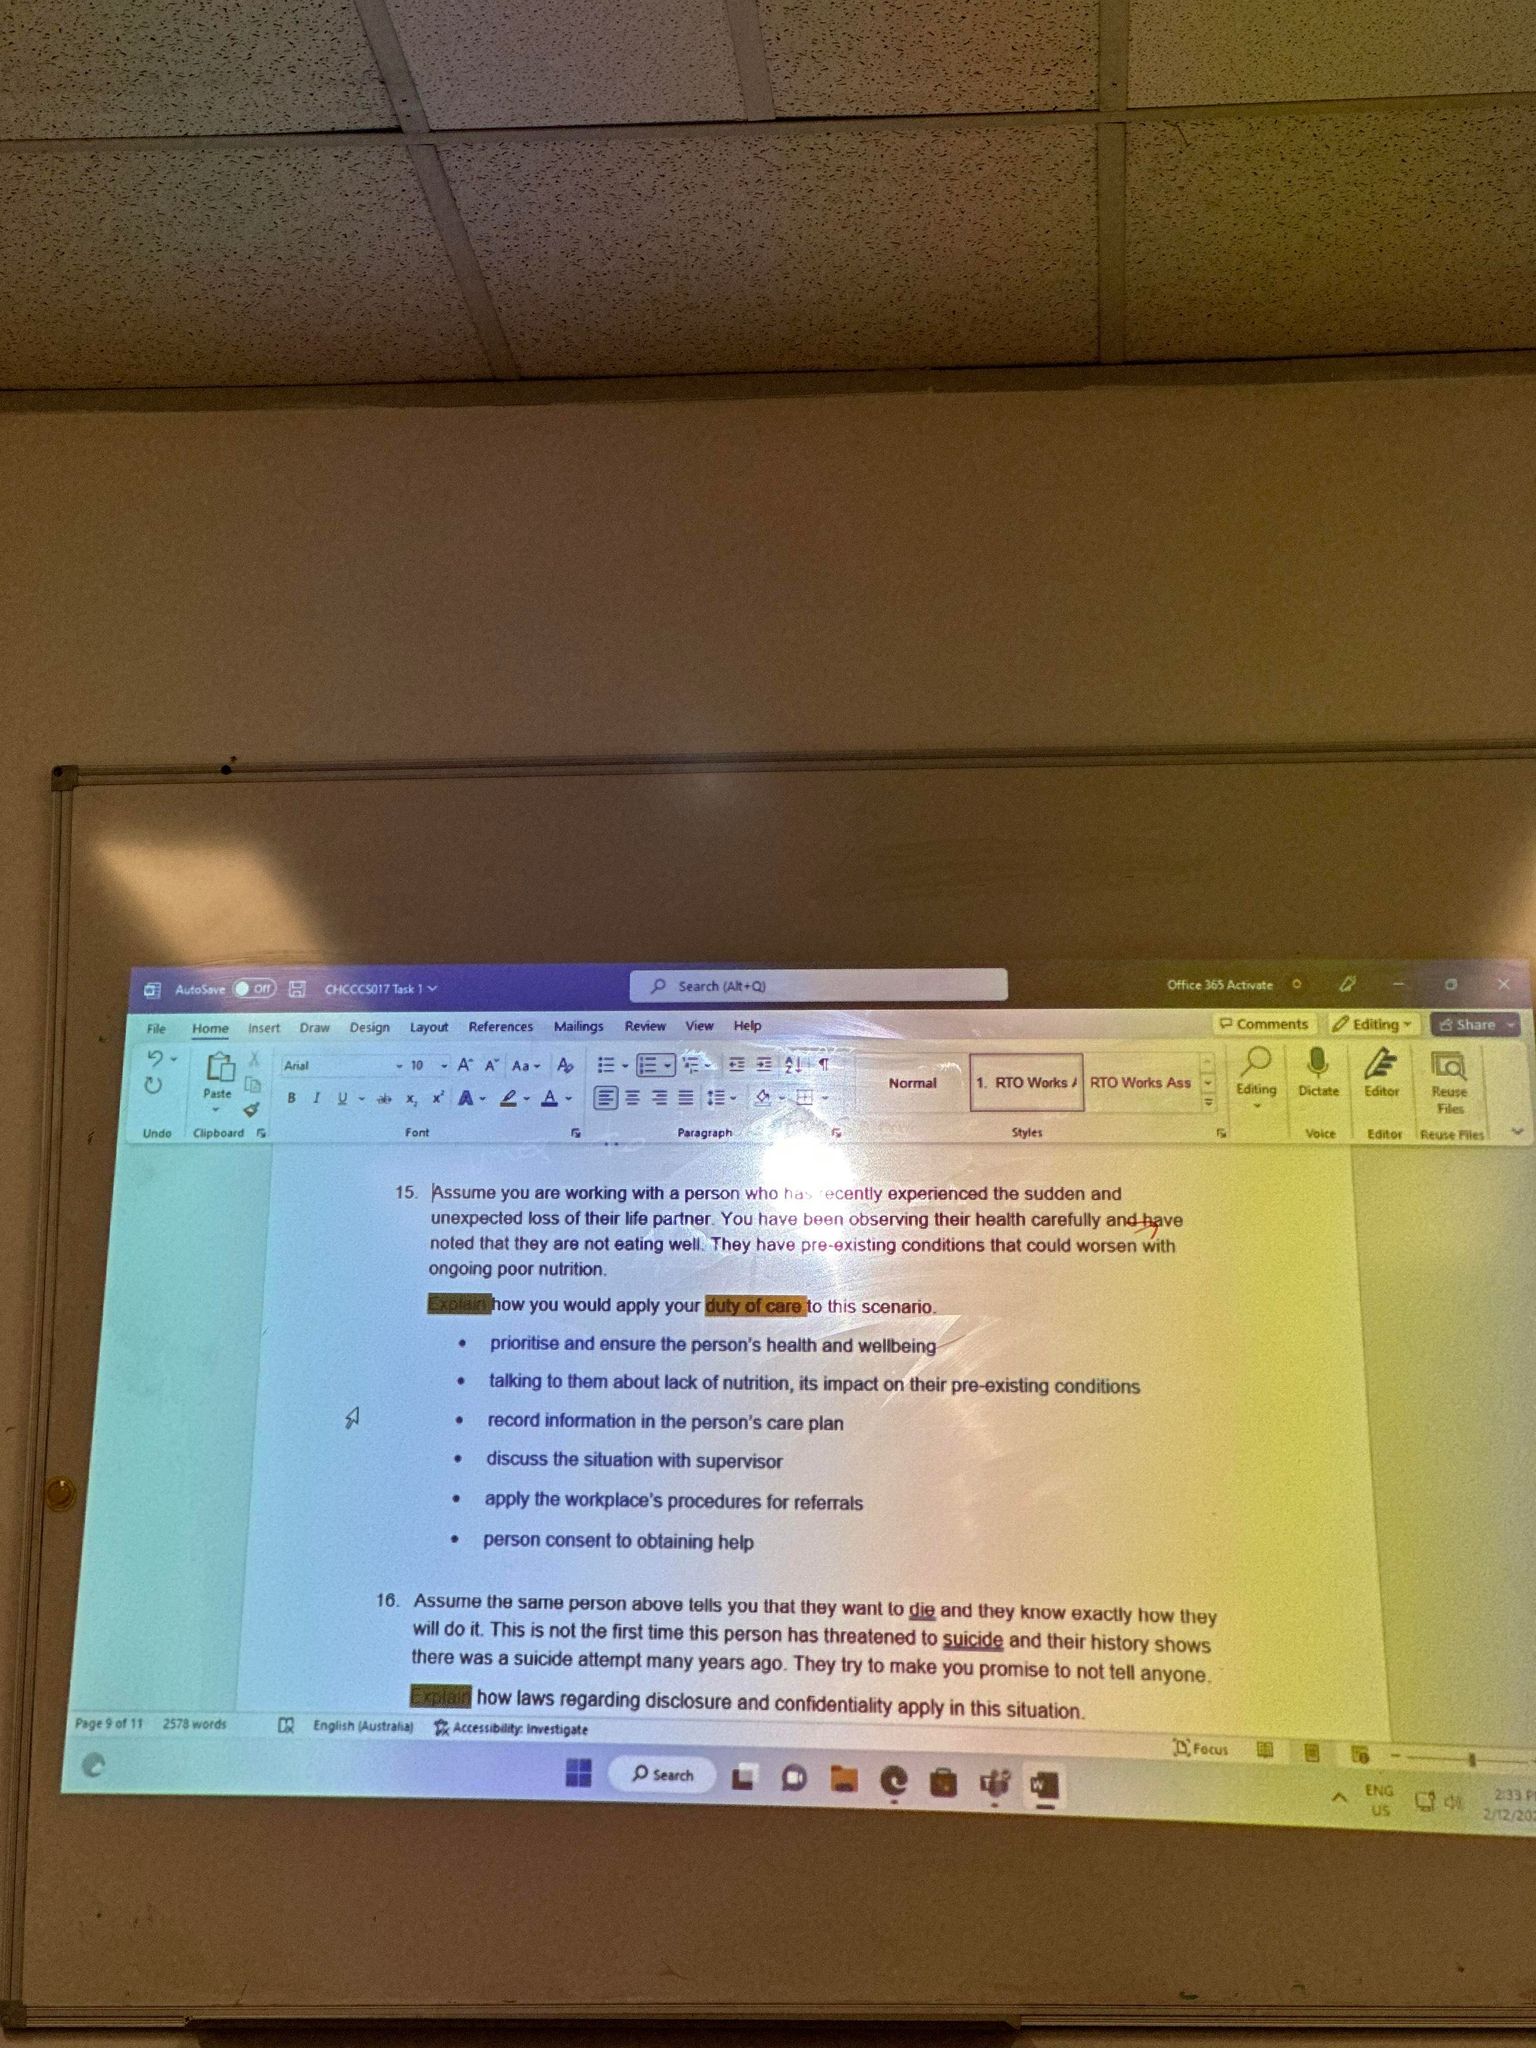 AutoSave Off CHCCCS017 Task 1 Search (Alt+Q) Office 365 Activate
File Home Insert Draw Design Layout References Mailings Review View Help Comments Editing Share
Arial 10 Aa
Paste
B I U ab x₂ x² A A
Normal 1. RTO Works A RTO Works Ass
Editing Dictate Editor Reuse Files
Undo Clipboard Font Paragraph Styles Voice Editor Reuse Files
15. Assume you are working with a person who has recently experienced the sudden and
unexpected loss of their life partner. You have been observing their health carefully and have
noted that they are not eating well. They have pre-existing conditions that could worsen with
ongoing poor nutrition.
Explain how you would apply your duty of care to this scenario.
• prioritise and ensure the person's health and wellbeing
• talking to them about lack of nutrition, its impact on their pre-existing conditions
• record information in the person's care plan
• discuss the situation with supervisor
• apply the workplace's procedures for referrals
• person consent to obtaining help
16. Assume the same person above tells you that they want to die and they know exactly how they
will do it. This is not the first time this person has threatened to suicide and their history shows
there was a suicide attempt many years ago. They try to make you promise to not tell anyone.
Explain how laws regarding disclosure and confidentiality apply in this situation.
Page 9 of 11 2578 words English (Australia) Accessibility: Investigate Focus
Search
ENG
US
2:33 P
2/12/202